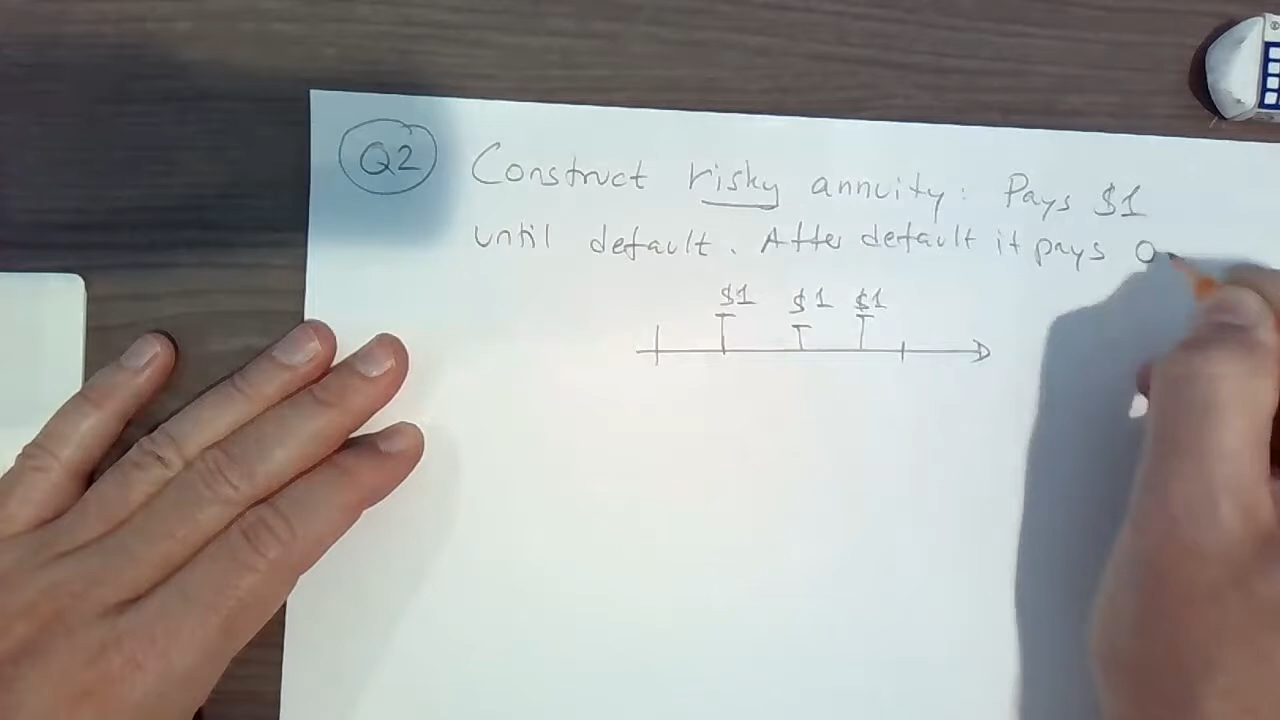 Q2 Construct risky annuity: Pays $1
until default. After default it pays 0
$1 $1 $1